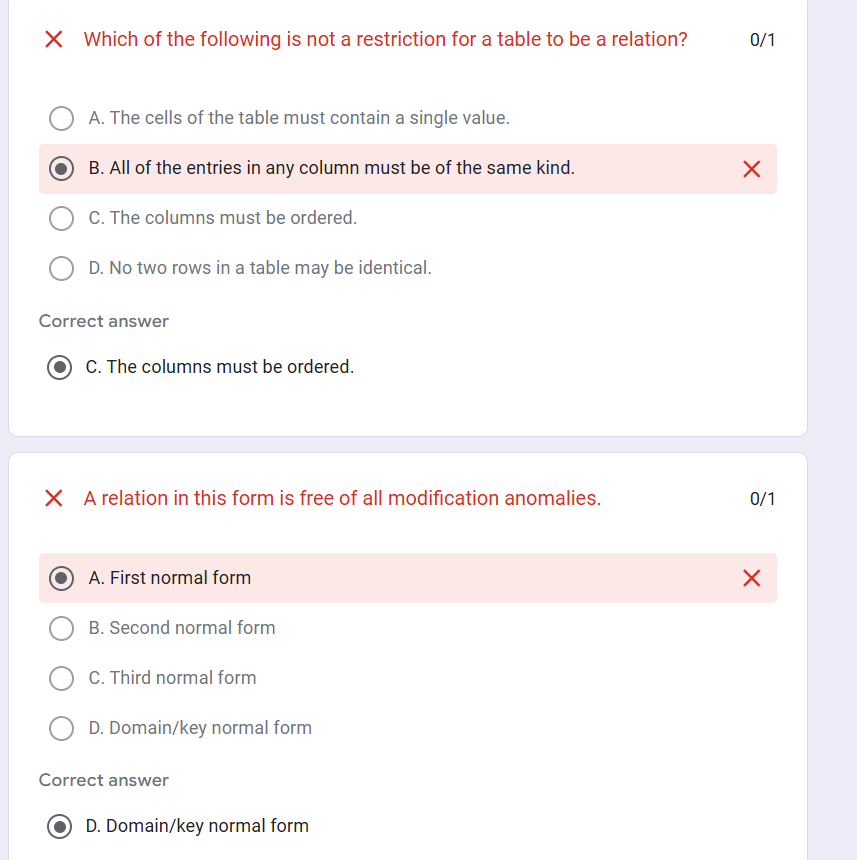 Which of the following is not a restriction for a table to be a relation? 0/1
A. The cells of the table must contain a single value.
B. All of the entries in any column must be of the same kind.
C. The columns must be ordered.
D. No two rows in a table may be identical.
Correct answer
C. The columns must be ordered.
A relation in this form is free of all modification anomalies. 0/1
A. First normal form
B. Second normal form
C. Third normal form
D. Domain/key normal form
Correct answer
D. Domain/key normal form